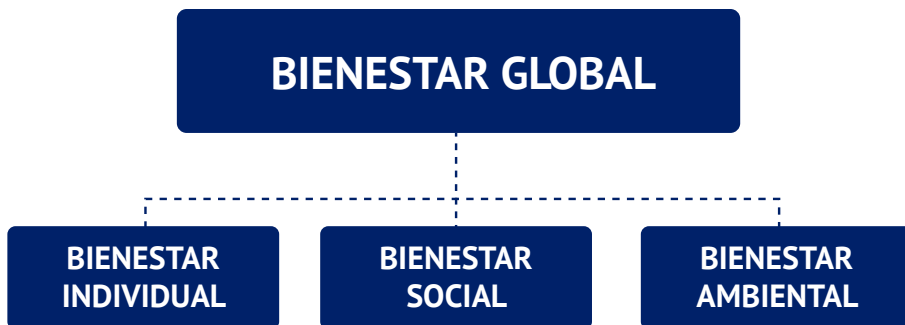 BIENESTAR GLOBAL
BIENESTAR
INDIVIDUAL
BIENESTAR
SOCIAL
BIENESTAR
AMBIENTAL